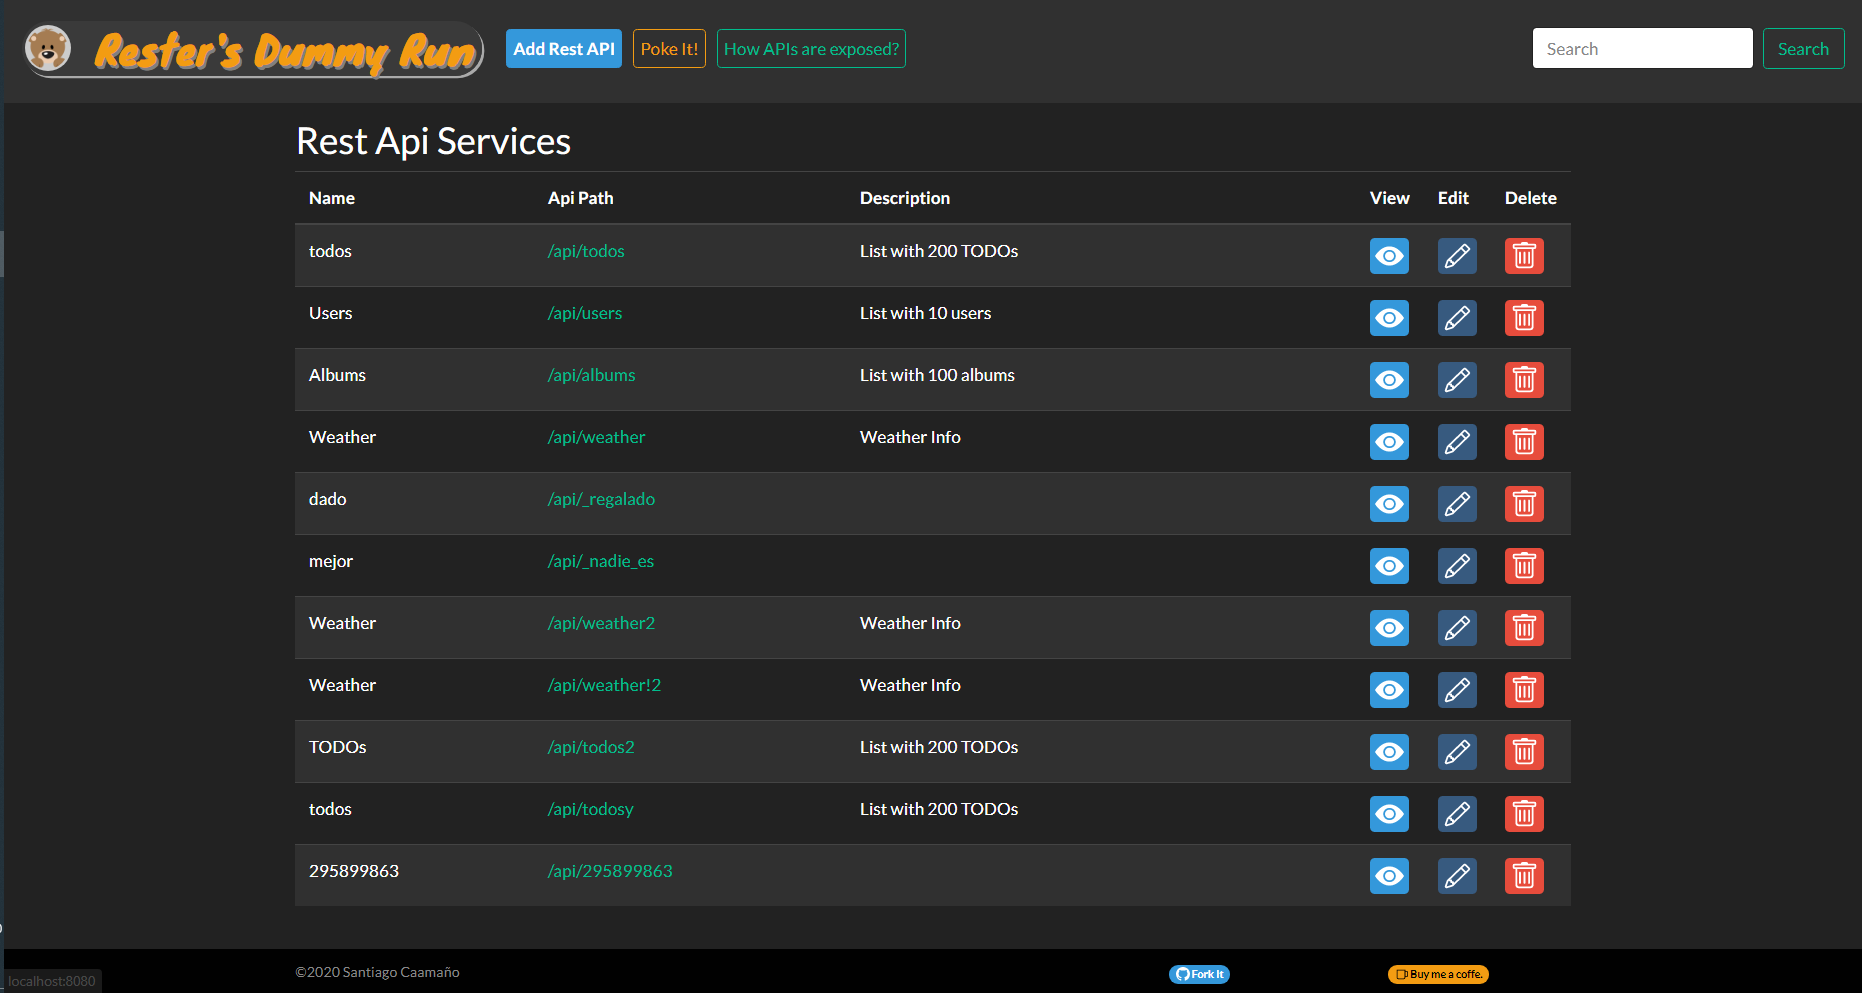 Rester's Dummy Run Add Rest API Poke It! How APIs are exposed? Search Search
Rest Api Services
Name Api Path Description View Edit Delete
todos /api/todos List with 200 TODOs
Users /api/users List with 10 users
Albums /api/albums List with 100 albums
Weather /api/weather Weather Info
dado /api/_regalado
mejor /api/_nadie_es
Weather /api/weather2 Weather Info
Weather /api/weather!2 Weather Info
TODOs /api/todos2 List with 200 TODOs
todos /api/todosy List with 200 TODOs
295899863 /api/295899863
©2020 Santiago Caamaño Fork It Buy me a coffe.
localhost:8080